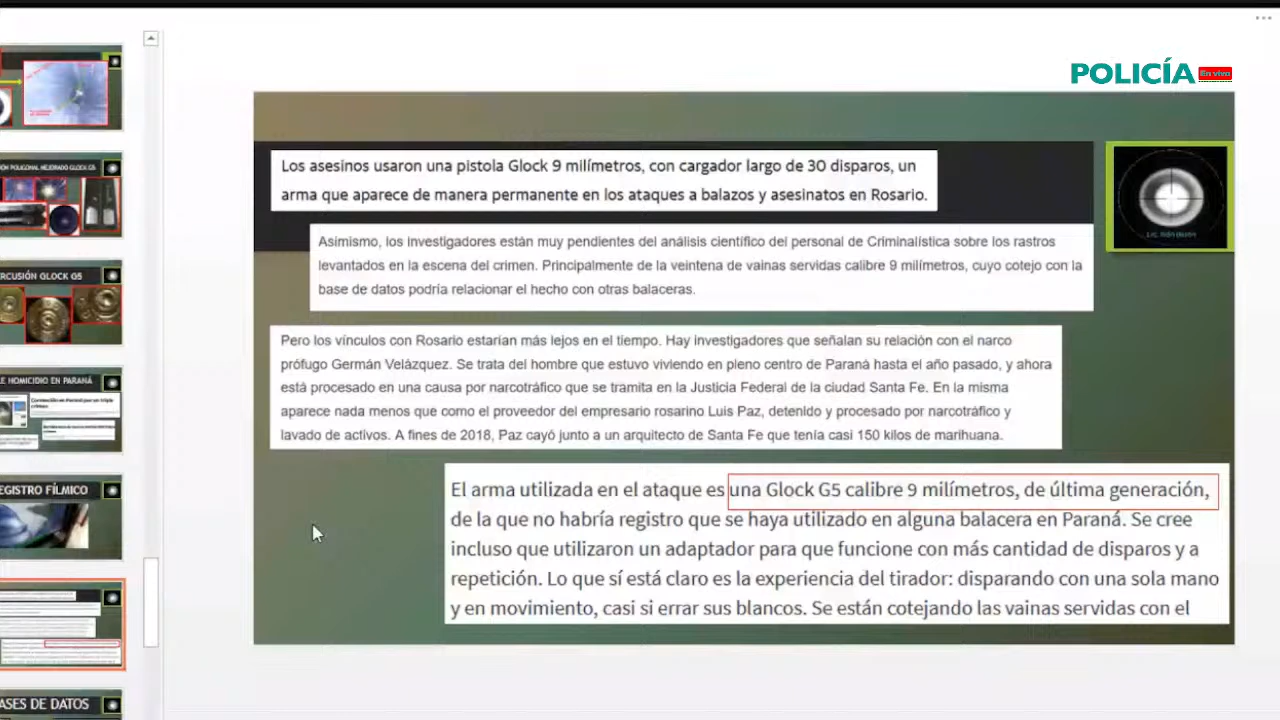 POLICÍA En vivo
Los asesinos usaron una pistola Glock 9 milímetros, con cargador largo de 30 disparos, un
arma que aparece de manera permanente en los ataques a balazos y asesinatos en Rosario.
Asimismo, los investigadores están muy pendientes del análisis científico del personal de Criminalística sobre los rastros
levantados en la escena del crimen. Principalmente de la veintena de vainas servidas calibre 9 milímetros, cuyo cotejo con la
base de datos podría relacionar el hecho con otras balaceras.
Pero los vínculos con Rosario estarían más lejos en el tiempo. Hay investigadores que señalan su relación con el narco
prófugo Germán Velázquez. Se trata del hombre que estuvo viviendo en pleno centro de Paraná hasta el año pasado, y ahora
está procesado en una causa por narcotráfico que se tramita en la Justicia Federal de la ciudad Santa Fe. En la misma
aparece nada menos que como el proveedor del empresario rosarino Luis Paz, detenido y procesado por narcotráfico y
lavado de activos. A fines de 2018, Paz cayó junto a un arquitecto de Santa Fe que tenía casi 150 kilos de marihuana.
El arma utilizada en el ataque es una Glock G5 calibre 9 milímetros, de última generación,
de la que no habría registro que se haya utilizado en alguna balacera en Paraná. Se cree
incluso que utilizaron un adaptador para que funcione con más cantidad de disparos y a
repetición. Lo que sí está claro es la experiencia del tirador: disparando con una sola mano
y en movimiento, casi si errar sus blancos. Se están cotejando las vainas servidas con el
POLIGONAL MEJORADO GLOCK G5
ERCUSIÓN GLOCK G5
E HOMICIDIO EN PARANÁ
EGISTRO FÍLMICO
ASES DE DATOS